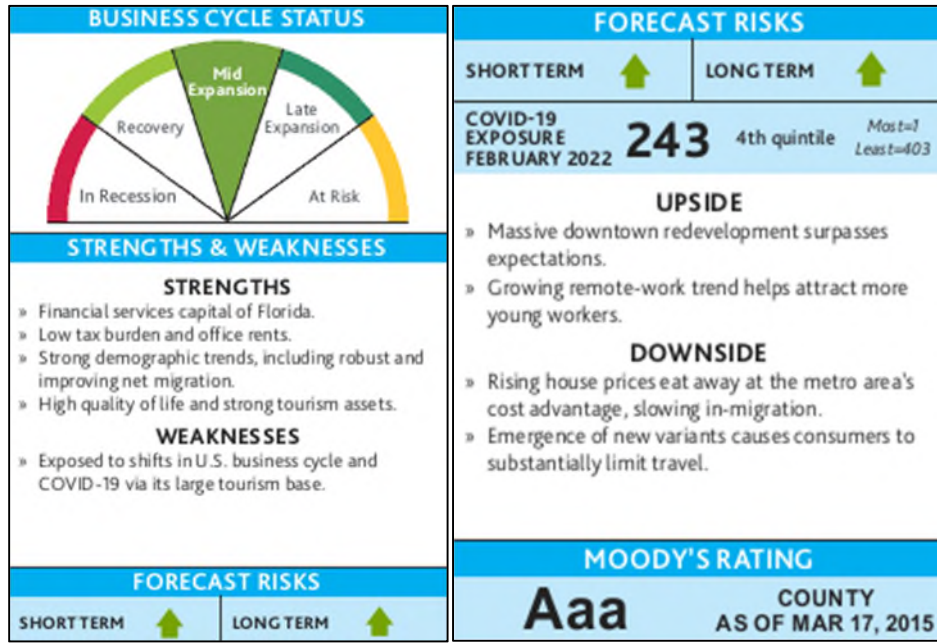 BUSINESS CYCLE STATUS
Mid
Expansion
Recovery
Late
Expansion
In Recession
At Risk
STRENGTHS & WEAKNESSES
STRENGTHS
» Financial services capital of Florida.
» Low tax burden and office rents.
» Strong demographic trends, including robust and
improving net migration.
» High quality of life and strong tourism assets.
WEAKNESSES
» Exposed to shifts in U.S. business cycle and
COVID-19 via its large tourism base.
FORECAST RISKS
SHORT TERM LONG TERM
FORECAST RISKS
SHORT TERM LONG TERM
COVID-19
EXPOSURE
FEBRUARY 2022
243
4th quintile
Most=1
Least=403
UPSIDE
» Massive downtown redevelopment surpasses
expectations.
» Growing remote-work trend helps attract more
young workers.
DOWNSIDE
» Rising house prices eat away at the metro area's
cost advantage, slowing in-migration.
» Emergence of new variants causes consumers to
substantially limit travel.
MOODY'S RATING
Aaa
COUNTY
AS OF MAR 17, 2015